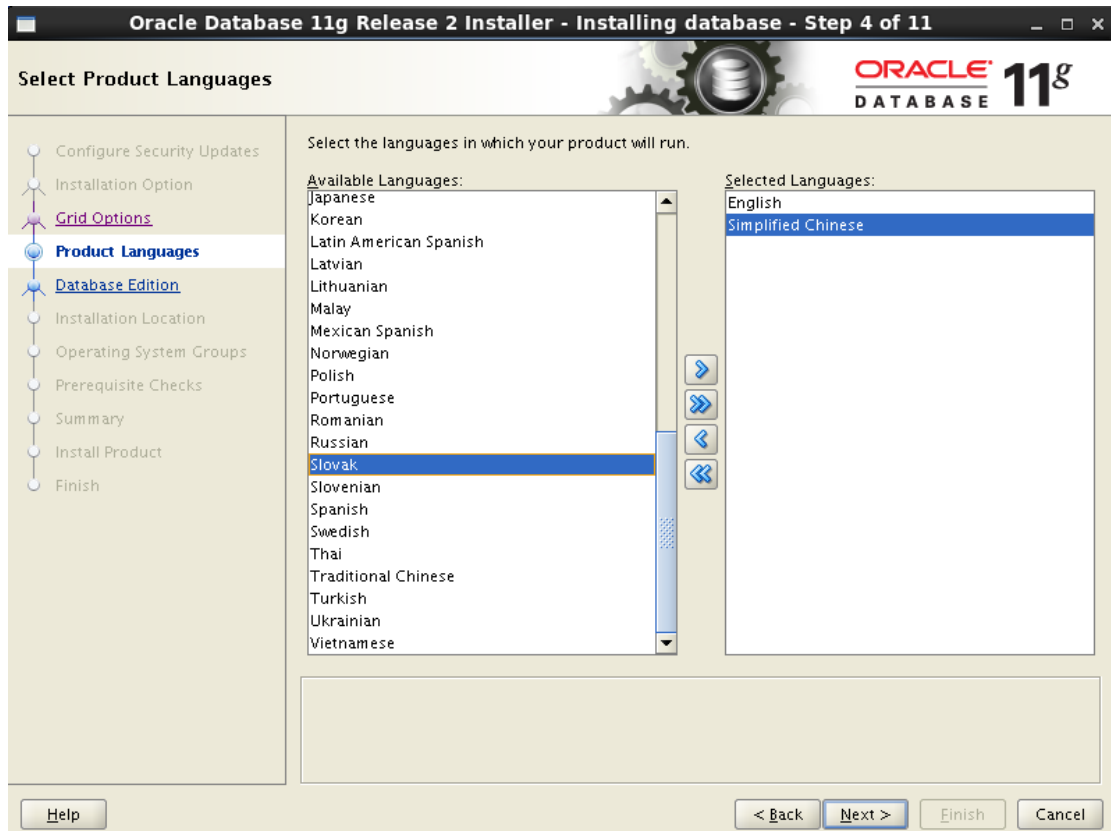 Oracle Database 11g Release 2 Installer - Installing database - Step 4 of 11
Select Product Languages
ORACLE
DATABASE
11g
Configure Security Updates
Installation Option
Grid Options
Product Languages
Database Edition
Installation Location
Operating System Groups
Prerequisite Checks
Summary
Install Product
Finish
Select the languages in which your product will run.
Available Languages:
Japanese
Korean
Latin American Spanish
Latvian
Lithuanian
Malay
Mexican Spanish
Norwegian
Polish
Portuguese
Romanian
Russian
Slovak
Slovenian
Spanish
Swedish
Thai
Traditional Chinese
Turkish
Ukrainian
Vietnamese
Selected Languages:
English
Simplified Chinese
Help
< Back
Next >
Finish
Cancel